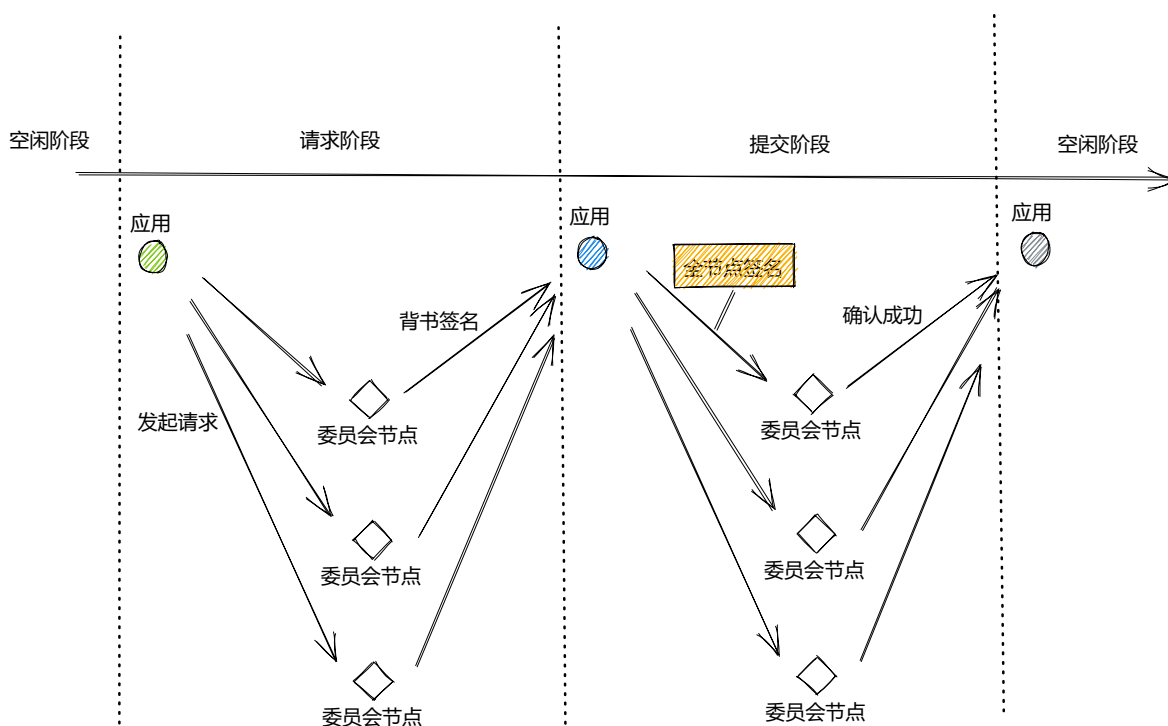 空闲阶段
请求阶段
提交阶段
空闲阶段
应用
应用
应用
全节点签名
背书签名
确认成功
发起请求
委员会节点
委员会节点
委员会节点
委员会节点
委员会节点
委员会节点